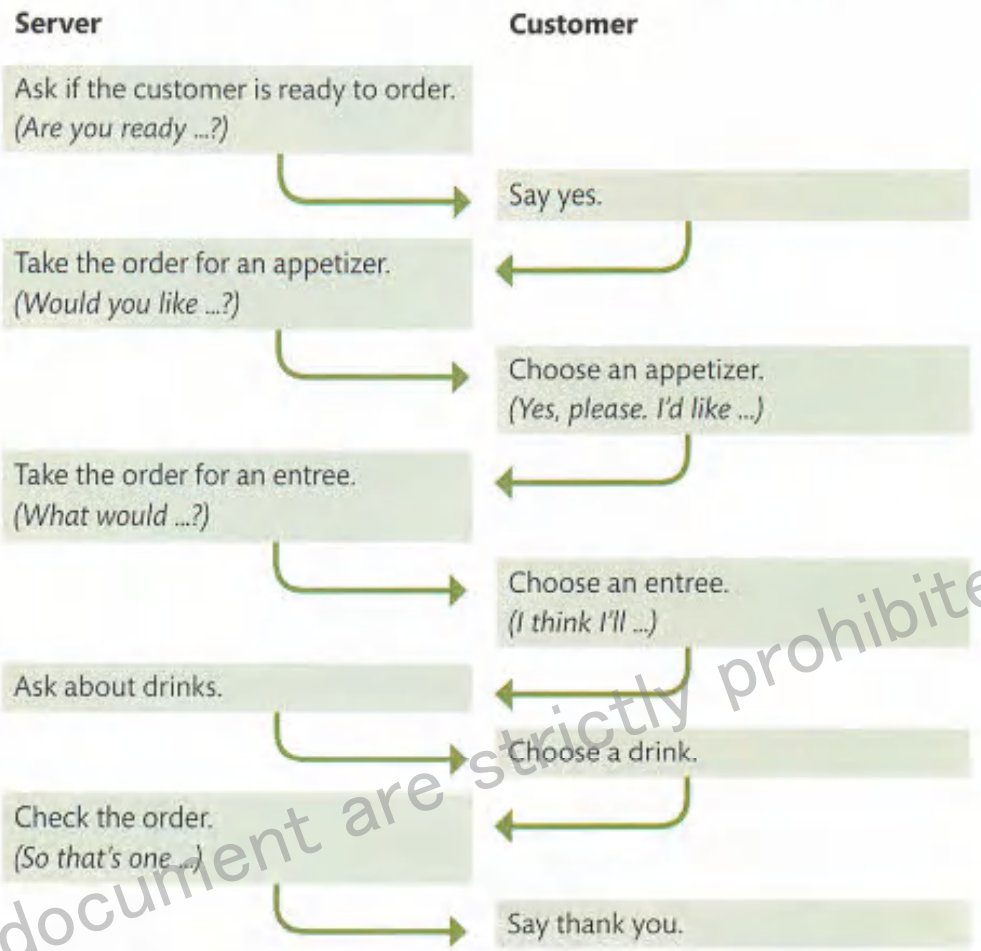 Server
Customer
Ask if the customer is ready to order.
(Are you ready ...?)
Say yes.
Take the order for an appetizer.
(Would you like ...?)
Choose an appetizer.
(Yes, please. I'd like ...)
Take the order for an entree.
(What would ...?)
Choose an entree.
(I think I'll ...)
Ask about drinks.
Choose a drink.
Check the order.
(So that's one ...)
Say thank you.
document are strictly prohibite